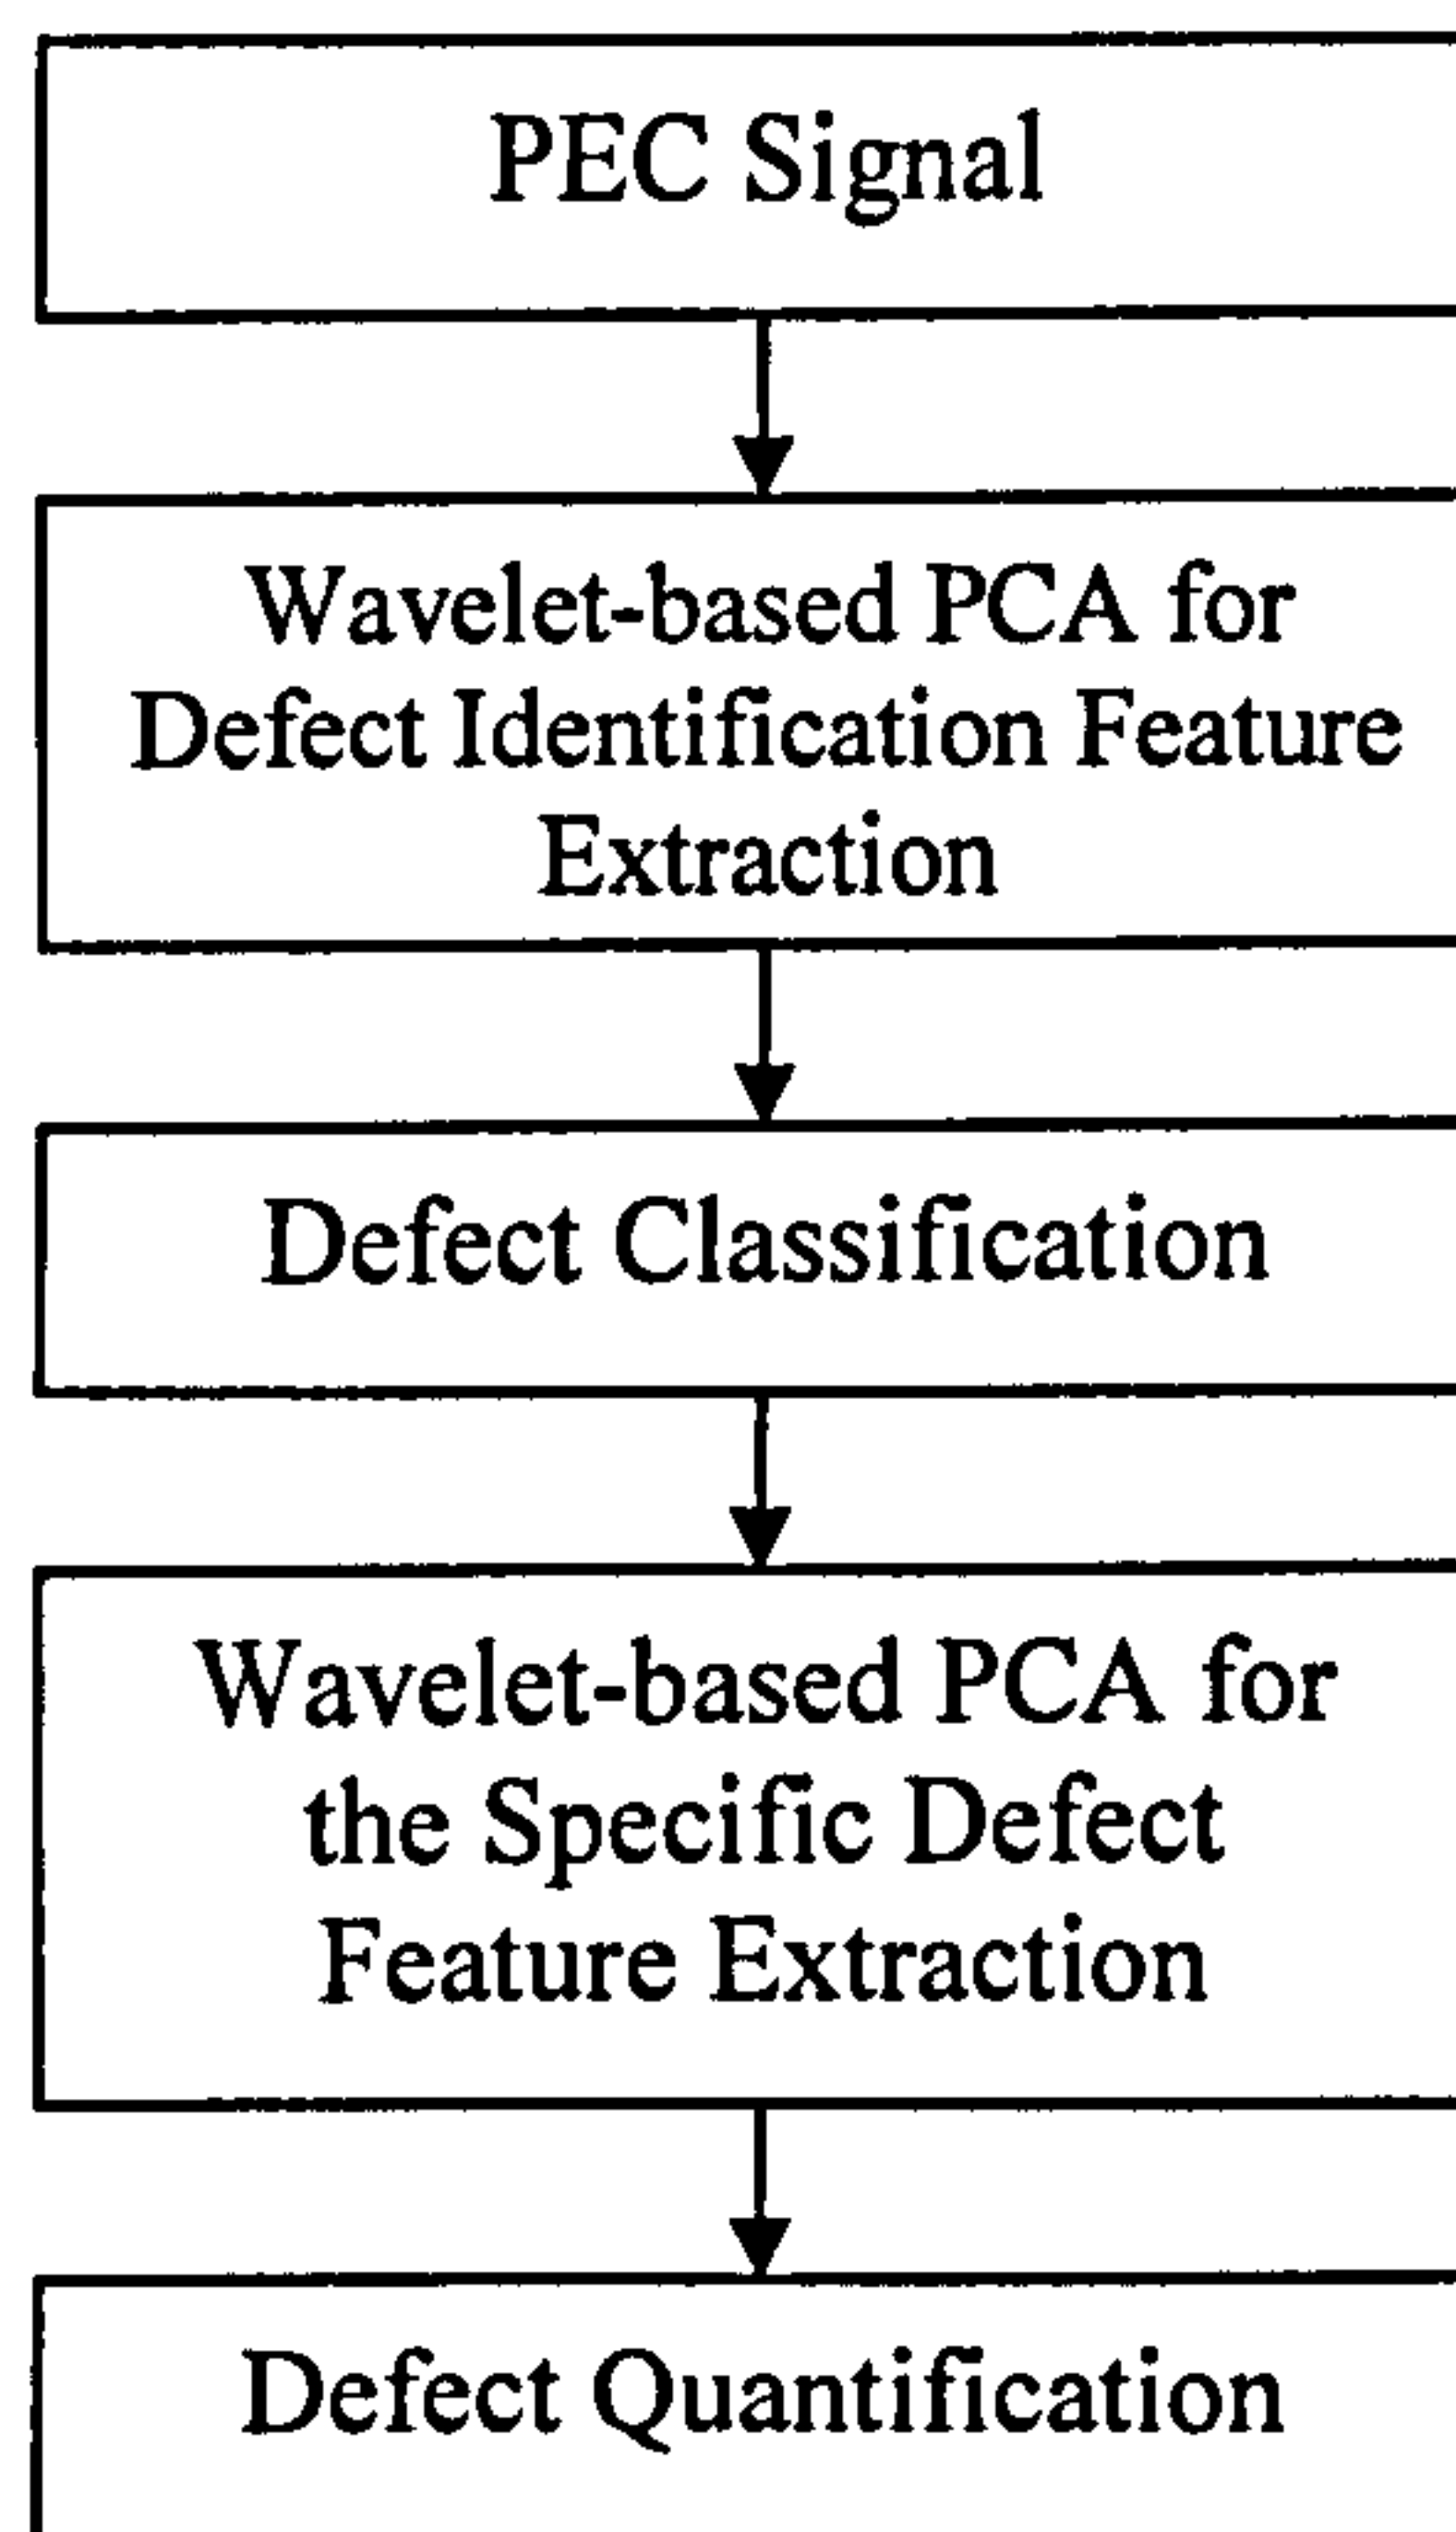 PEC Signal
Wavelet-based PCA for
Defect Identification Feature
Extraction
Defect Classification
Wavelet-based PCA for
the Specific Defect
Feature Extraction
Defect Quantification